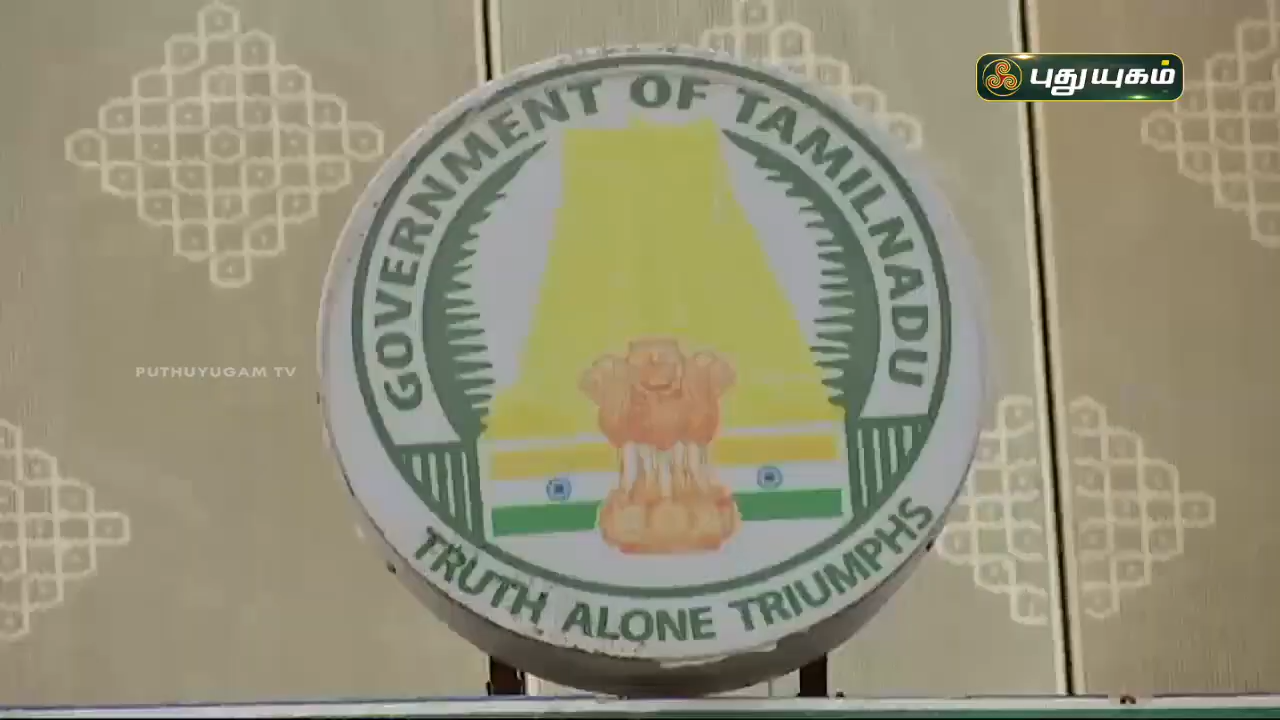 புதுயுகம்
GOVERNMENT OF TAMILNADU
PUTHUYUGAM TV
TRUTH ALONE TRIUMPHS